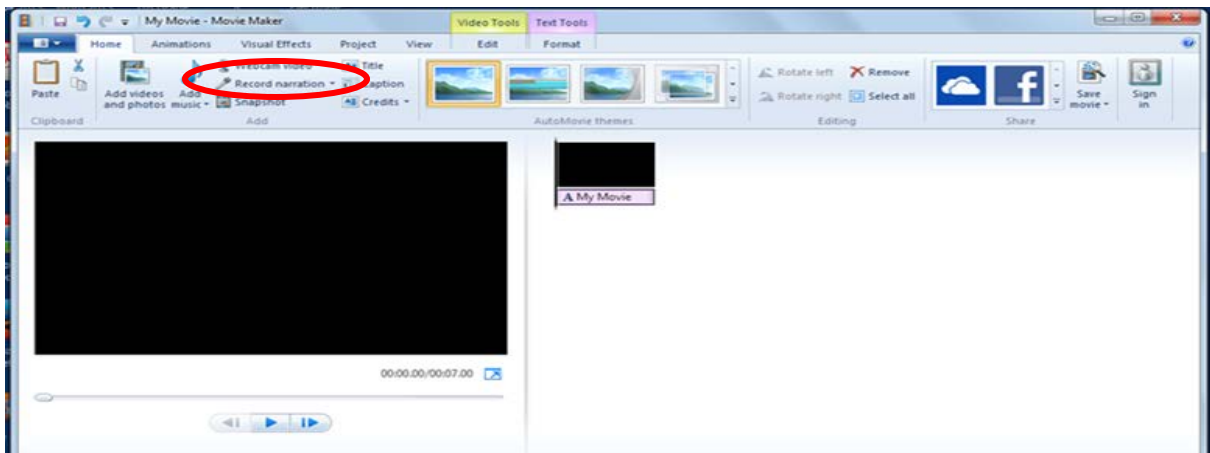 My Movie - Movie Maker
Video Tools
Text Tools
Home
Animations
Visual Effects
Project
View
Edit
Format
Paste
Add videos and photos
Add music
Webcam video
Record narration
Snapshot
Title
Caption
Credits
Rotate left
Rotate right
Remove
Select all
Save movie
Sign in
Clipboard
Add
AutoMovie themes
Editing
Share
A My Movie
00:00.00/00:07.00